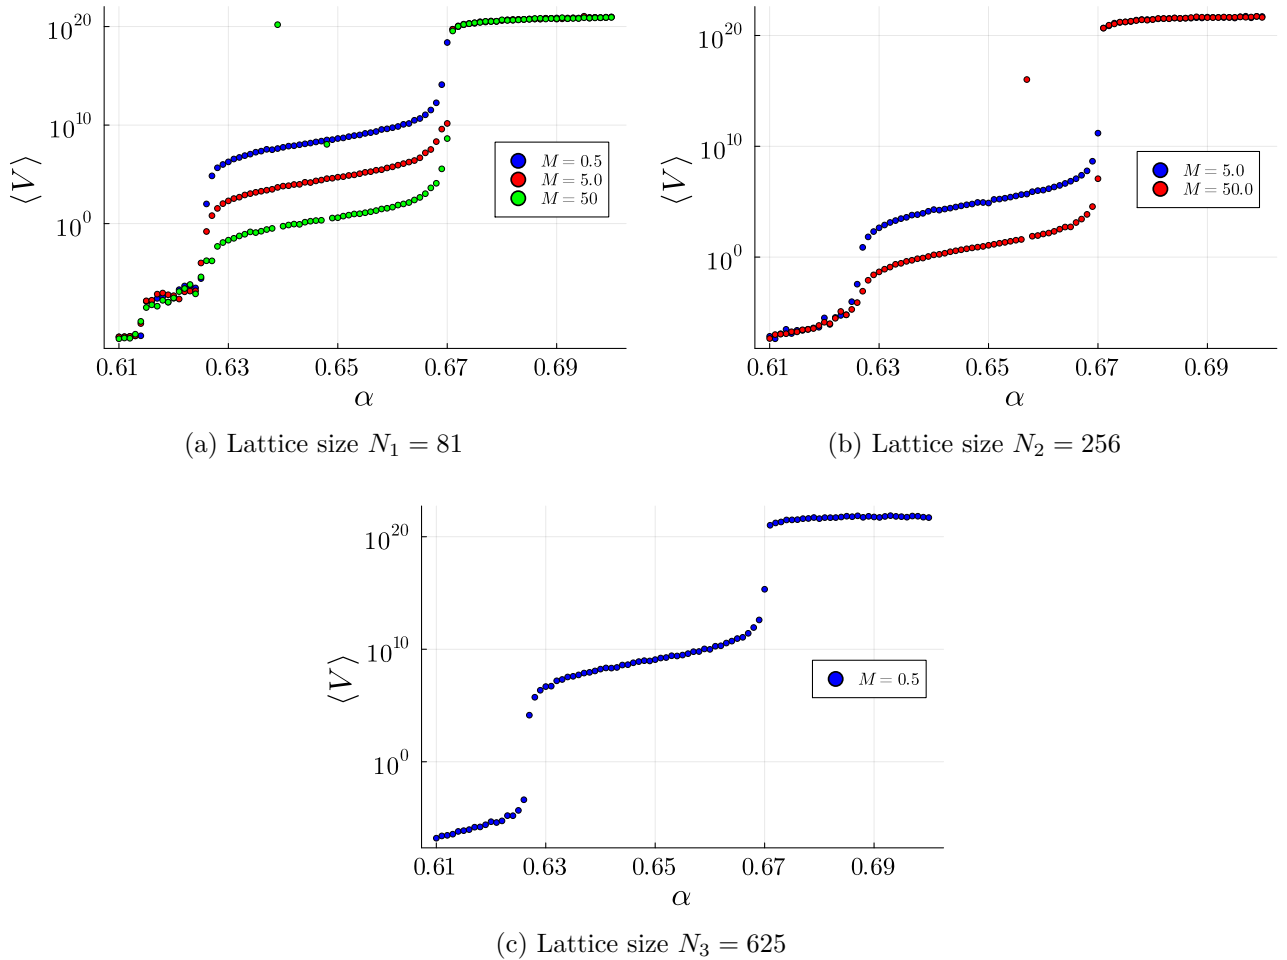 10^20
10^10
10^0
⟨V⟩
M = 0.5
M = 5.0
M = 50
0.61 0.63 0.65 0.67 0.69
α
(a) Lattice size N_1 = 81
10^20
10^10
10^0
⟨V⟩
M = 5.0
M = 50.0
0.61 0.63 0.65 0.67 0.69
α
(b) Lattice size N_2 = 256
10^20
10^10
10^0
⟨V⟩
M = 0.5
0.61 0.63 0.65 0.67 0.69
α
(c) Lattice size N_3 = 625